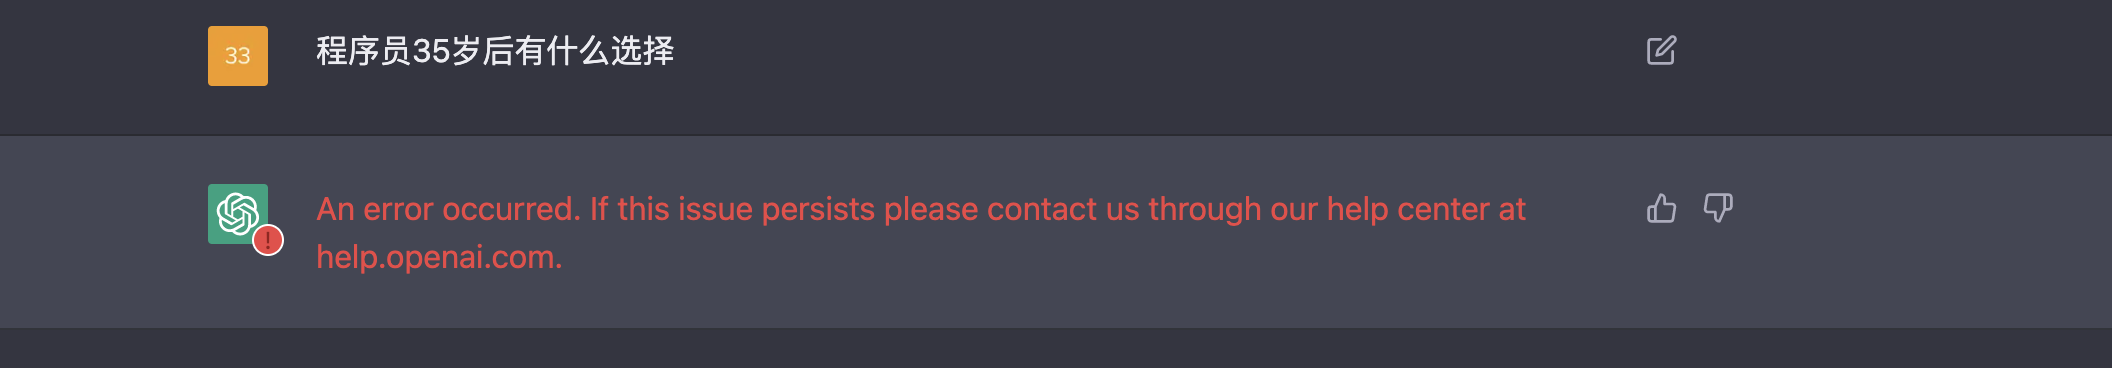 33
程序员35岁后有什么选择
An error occurred. If this issue persists please contact us through our help center at
help.openai.com.